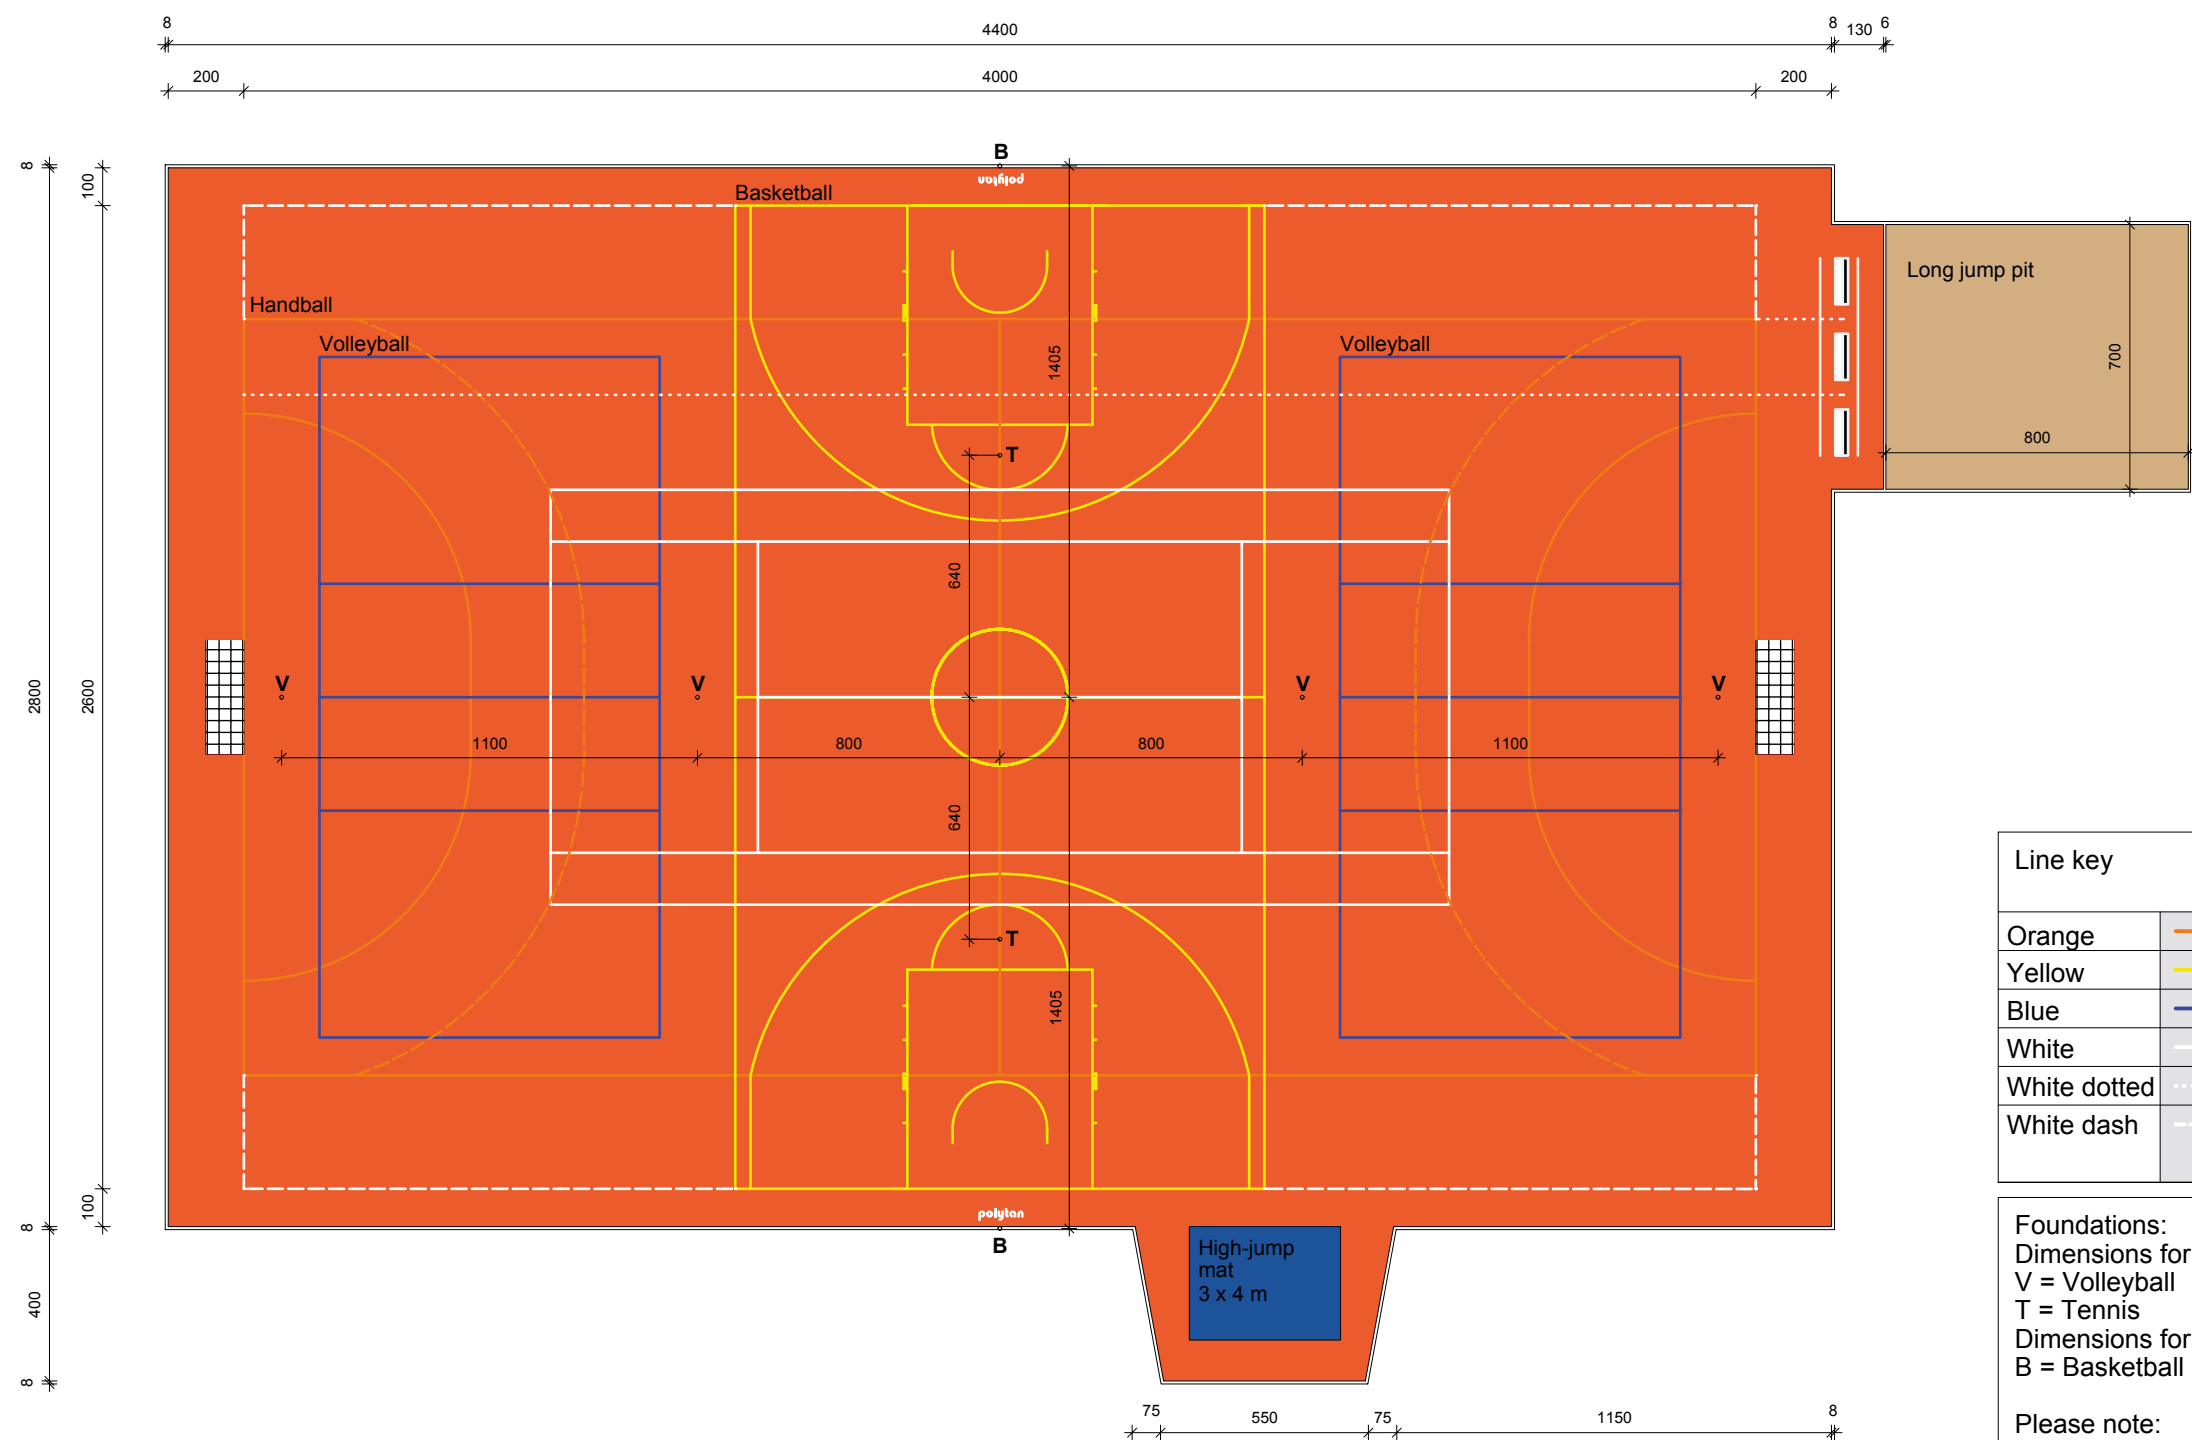 8
4400
8
130
6
200
4000
200
8
100
B
polytan
Basketball
Long jump pit
Handball
Volleyball
Volleyball
1405
700
800
T
640
2800
2600
V
V
V
V
1100
800
800
1100
640
T
1405
Line key
Orange
Yellow
Blue
White
White dotted
White dash
100
8
polytan
B
High-jump
mat
3 x 4 m
400
8
75
550
75
1150
8
Foundations:
Dimensions for
V = Volleyball
T = Tennis
Dimensions for
B = Basketball
Please note: